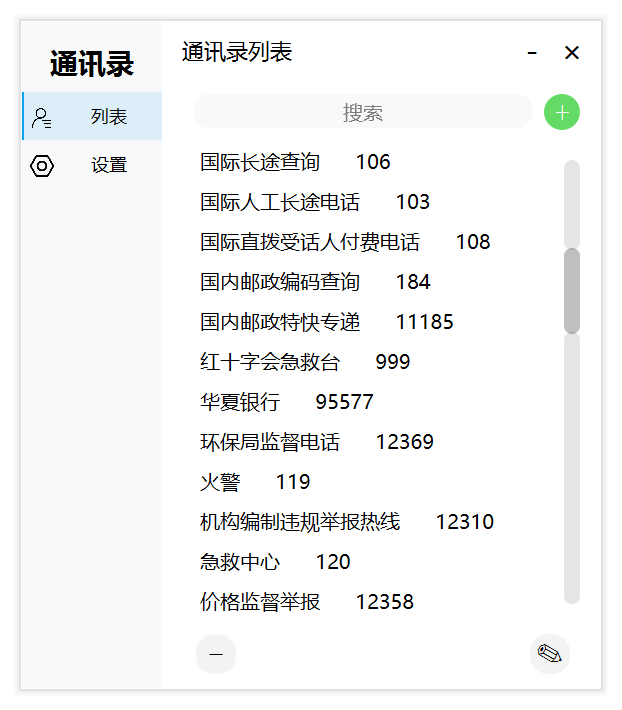 通讯录
通讯录列表
列表
设置
搜索
国际长途查询 106
国际人工长途电话 103
国际直拨受话人付费电话 108
国内邮政编码查询 184
国内邮政特快专递 11185
红十字会急救台 999
华夏银行 95577
环保局监督电话 12369
火警 119
机构编制违规举报热线 12310
急救中心 120
价格监督举报 12358